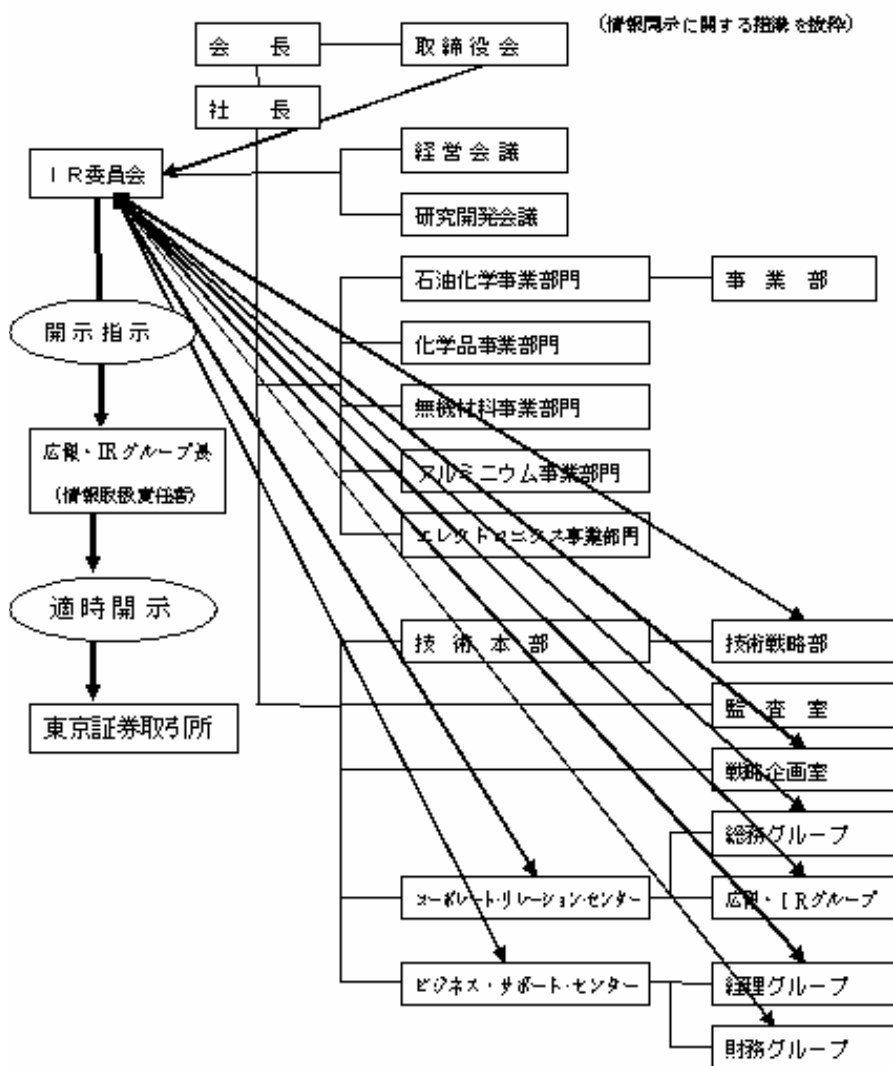 (情報開示に関する組織を抜粋)
会 長
取締役会
社 長
経営会議
IR委員会
研究開発会議
石油化学事業部門
事 業 部
開示指示
化学品事業部門
無機材料事業部門
広報・IRグループ長
(情報取扱責任者)
アルミニウム事業部門
エレクトロニクス事業部門
適時開示
技 術 本 部
技術戦略部
東京証券取引所
監 査 室
戦略企画室
総務グループ
コーポレート・リレーション・センター
広報・IRグループ
ビジネス・サポート・センター
経理グループ
財務グループ